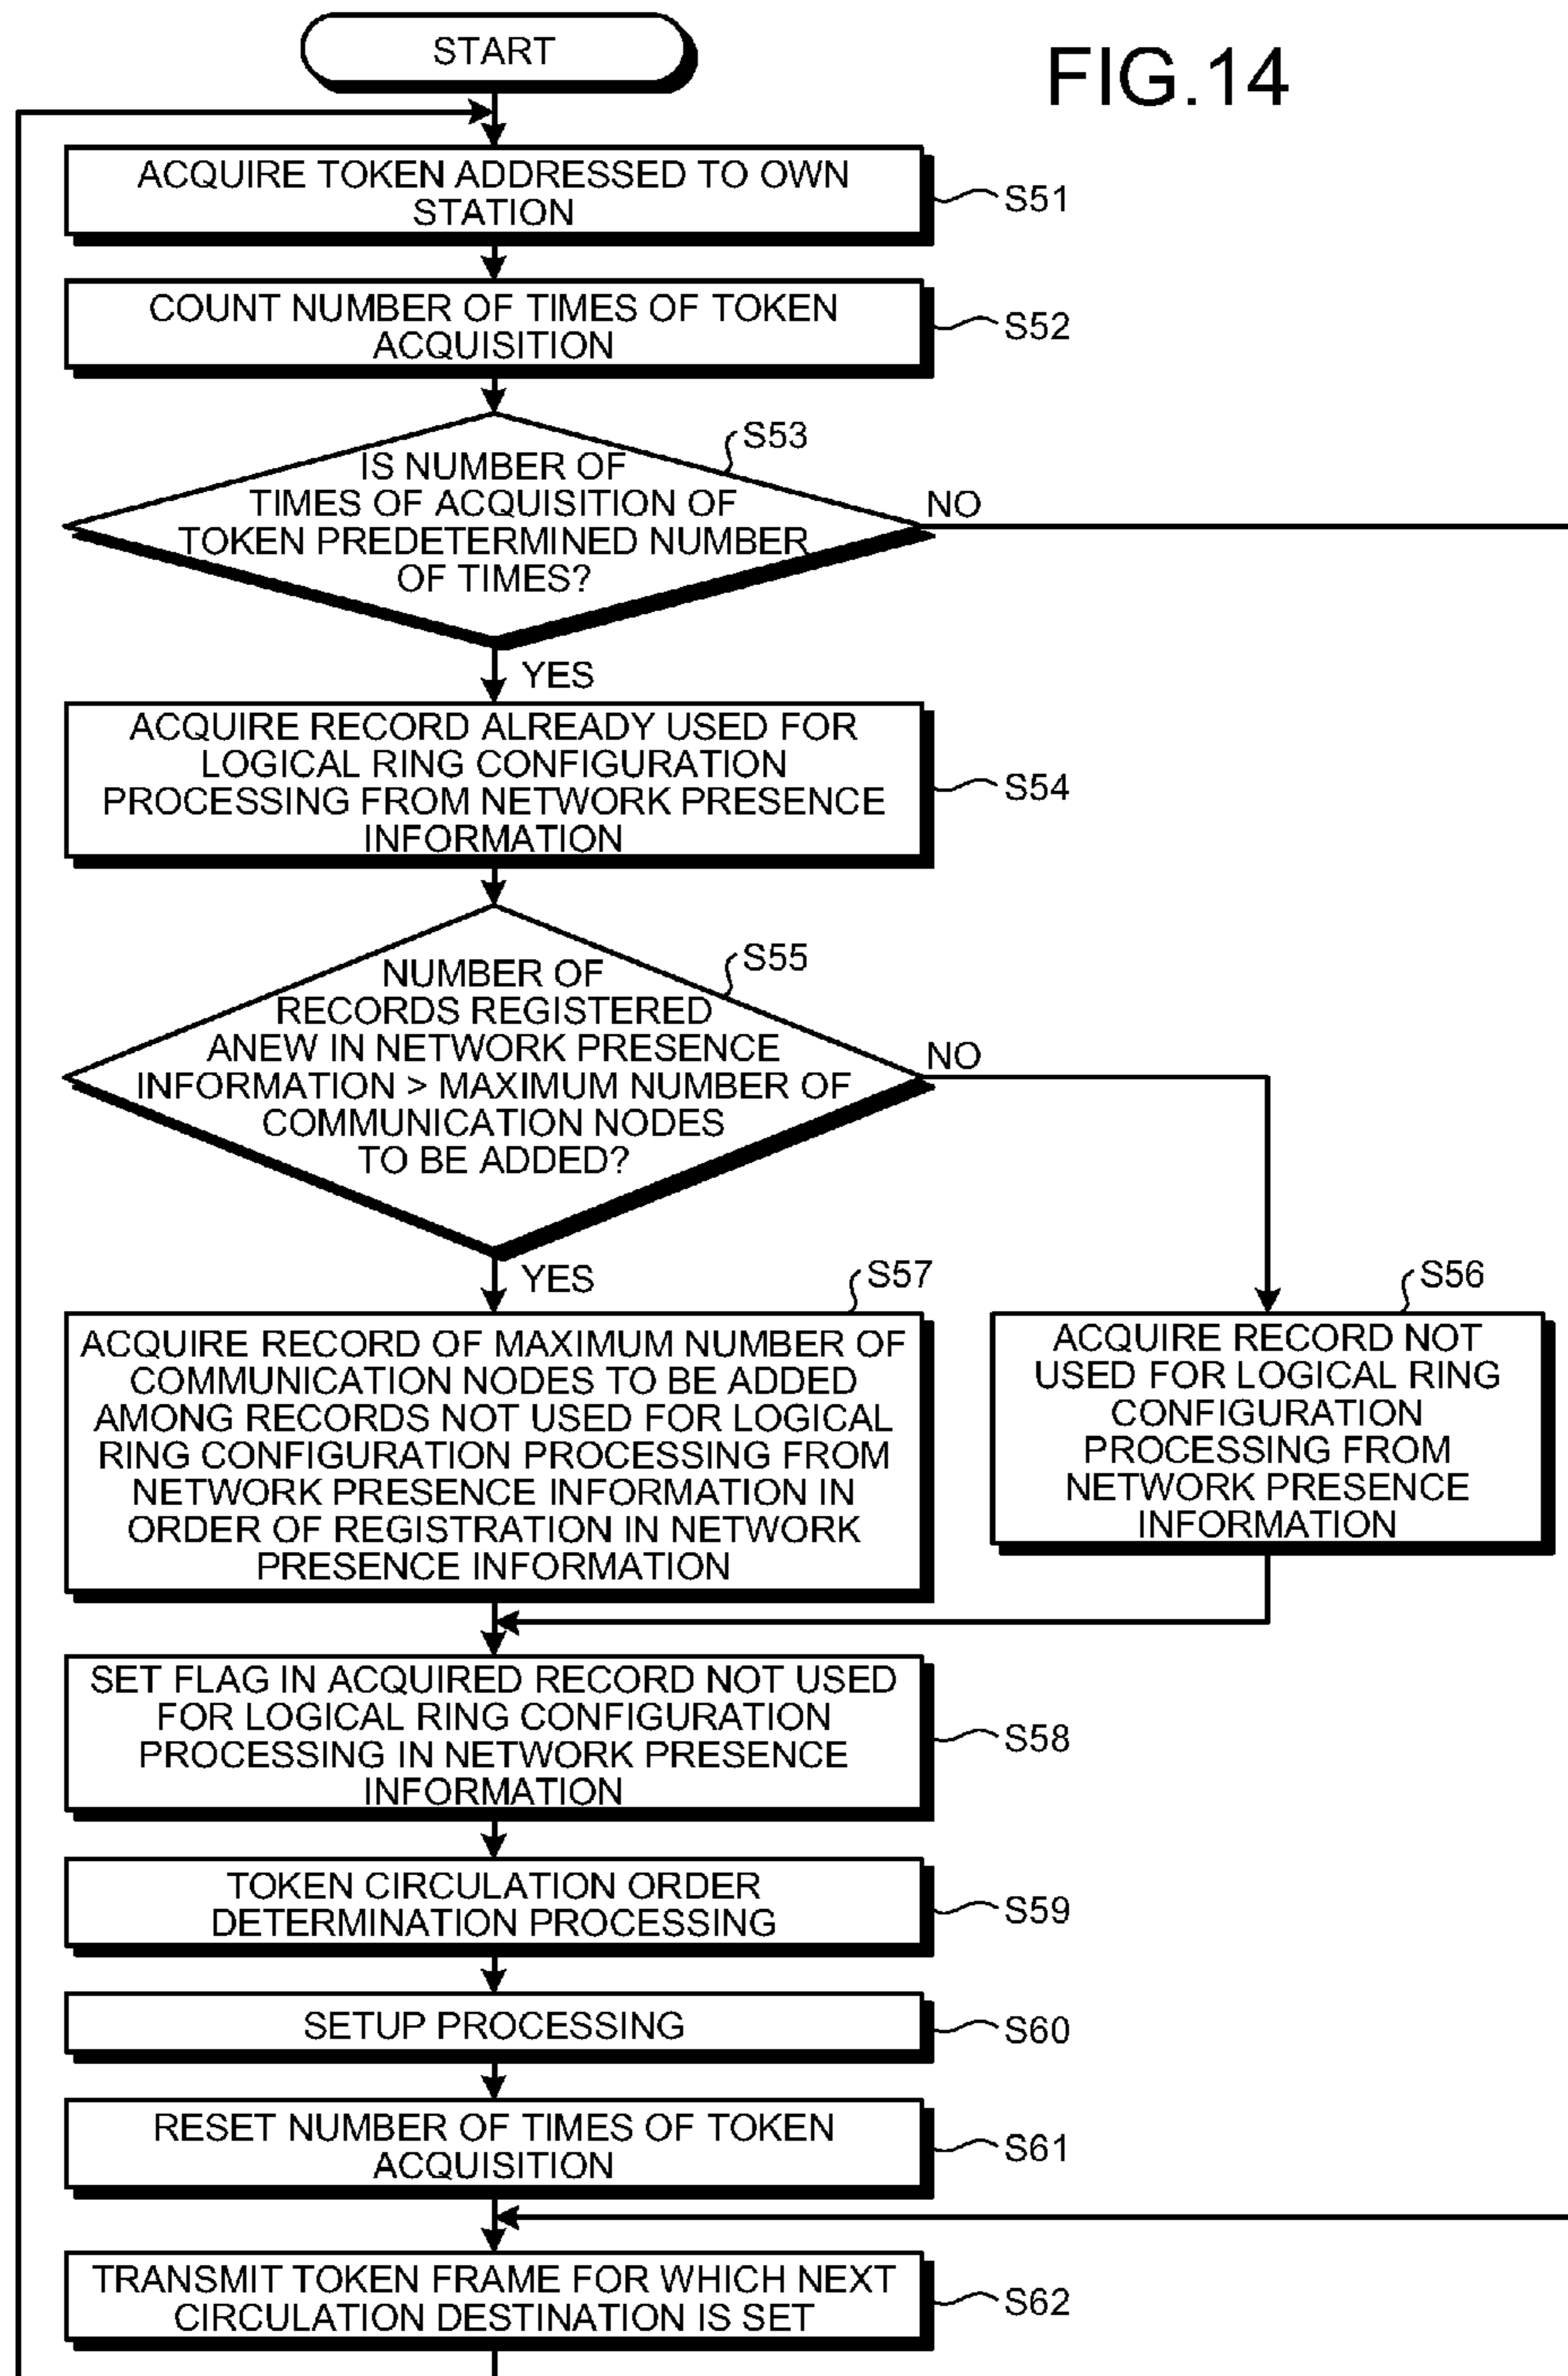 START
FIG.14
ACQUIRE TOKEN ADDRESSED TO OWN
STATION
S51
COUNT NUMBER OF TIMES OF TOKEN
ACQUISITION
S52
S53
IS NUMBER OF
TIMES OF ACQUISITION OF
TOKEN PREDETERMINED NUMBER
OF TIMES?
NO
YES
ACQUIRE RECORD ALREADY USED FOR
LOGICAL RING CONFIGURATION
PROCESSING FROM NETWORK PRESENCE
INFORMATION
S54
S55
NUMBER OF
RECORDS REGISTERED
ANEW IN NETWORK PRESENCE
INFORMATION > MAXIMUM NUMBER OF
COMMUNICATION NODES
TO BE ADDED?
NO
YES
S57
ACQUIRE RECORD OF MAXIMUM NUMBER OF
COMMUNICATION NODES TO BE ADDED
AMONG RECORDS NOT USED FOR LOGICAL
RING CONFIGURATION PROCESSING FROM
NETWORK PRESENCE INFORMATION IN
ORDER OF REGISTRATION IN NETWORK
PRESENCE INFORMATION
S56
ACQUIRE RECORD NOT
USED FOR LOGICAL RING
CONFIGURATION
PROCESSING FROM
NETWORK PRESENCE
INFORMATION
SET FLAG IN ACQUIRED RECORD NOT USED
FOR LOGICAL RING CONFIGURATION
PROCESSING IN NETWORK PRESENCE
INFORMATION
S58
TOKEN CIRCULATION ORDER
DETERMINATION PROCESSING
S59
SETUP PROCESSING
S60
RESET NUMBER OF TIMES OF TOKEN
ACQUISITION
S61
TRANSMIT TOKEN FRAME FOR WHICH NEXT
CIRCULATION DESTINATION IS SET
S62